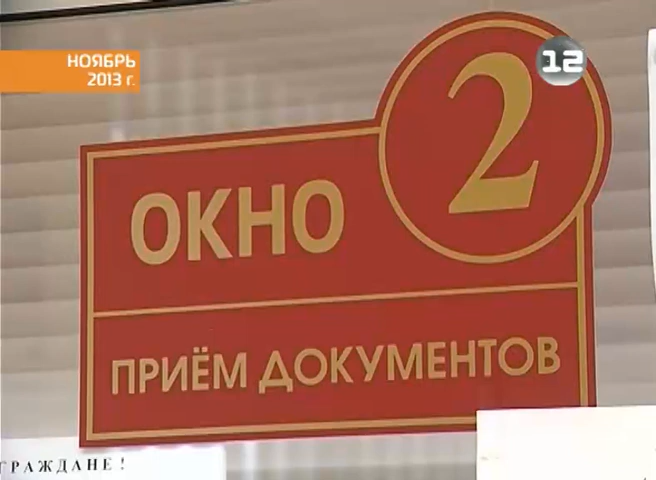 НОЯБРЬ
2013 г.
12
2
ОКНО
ПРИЁМ ДОКУМЕНТОВ
ГРАЖДАНЕ!